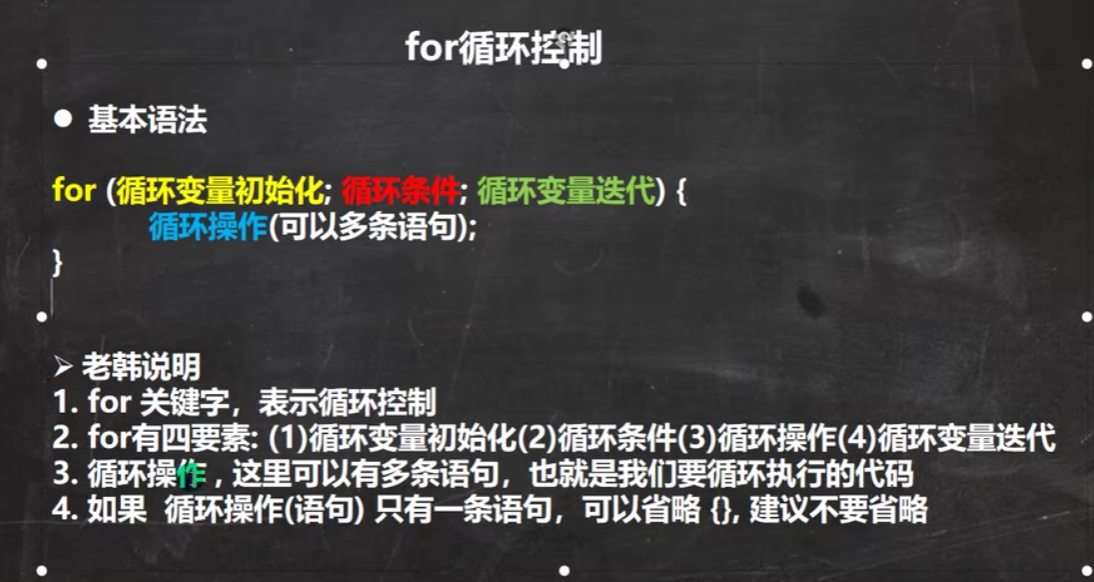 for循环控制
● 基本语法
for (循环变量初始化; 循环条件; 循环变量迭代) {
循环操作(可以多条语句);
}
➢ 老韩说明
1. for 关键字，表示循环控制
2. for有四要素: (1)循环变量初始化(2)循环条件(3)循环操作(4)循环变量迭代
3. 循环操作 , 这里可以有多条语句，也就是我们要循环执行的代码
4. 如果 循环操作(语句) 只有一条语句，可以省略 {}, 建议不要省略